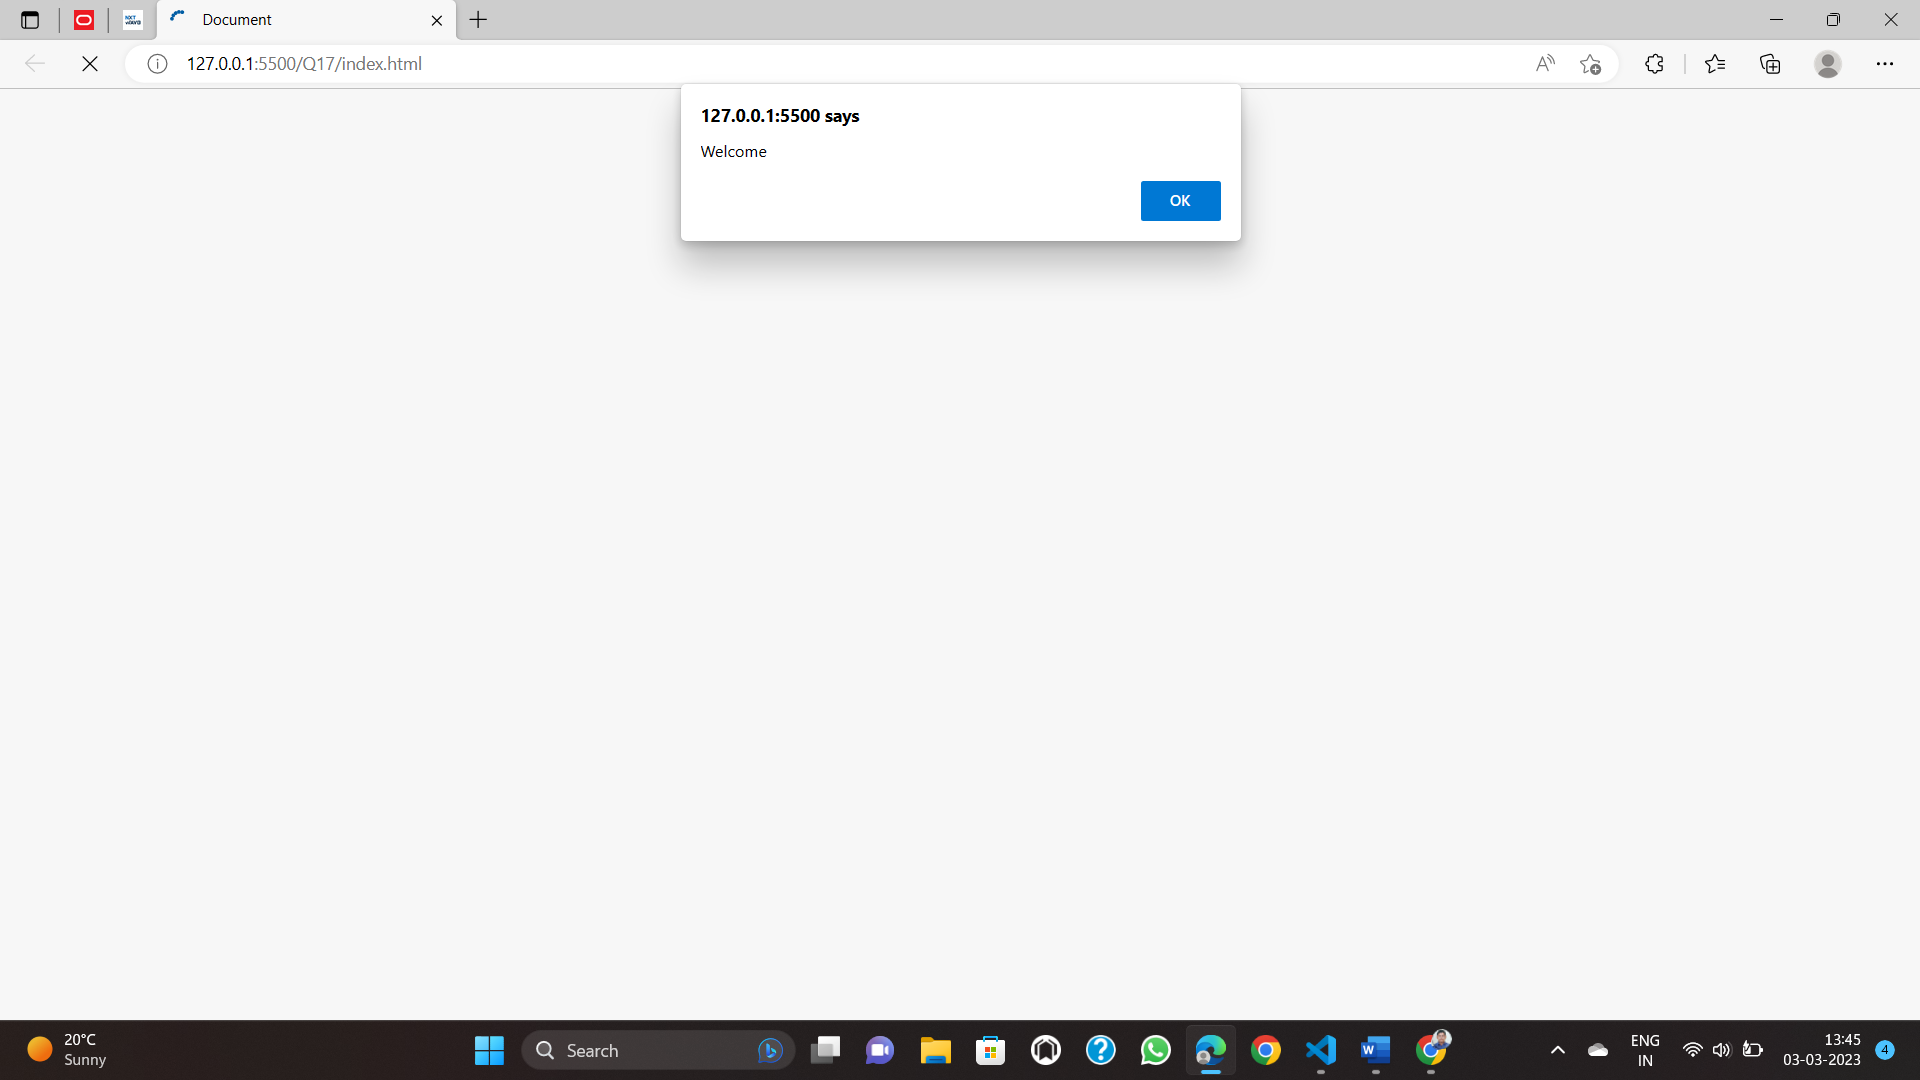 NXT
Document
127.0.0.1:5500/Q17/index.html
127.0.0.1:5500 says
Welcome
OK
20°C
Sunny
Search
ENG
IN
13:45
03-03-2023
4